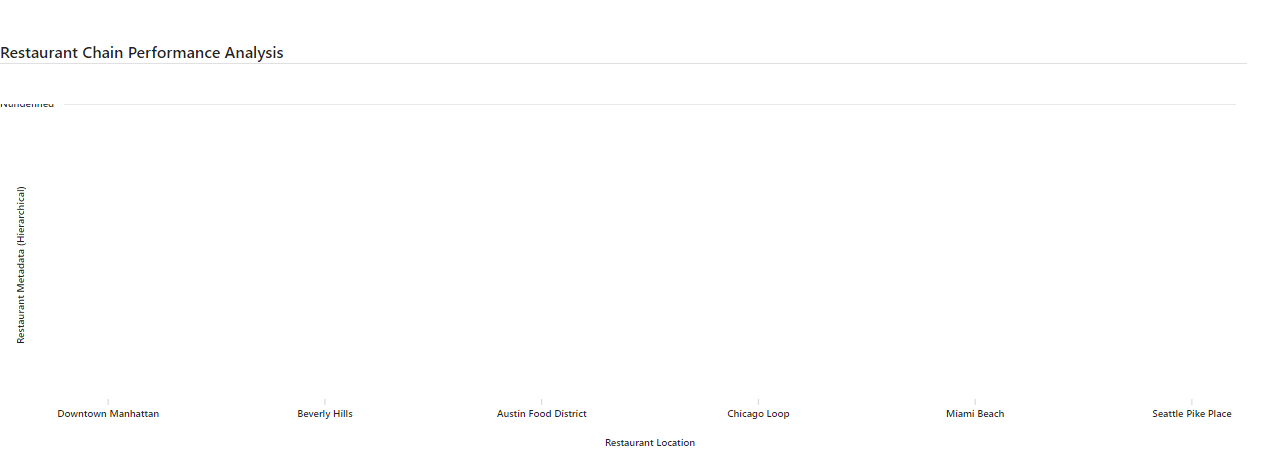 Restaurant Chain Performance Analysis
Restaurant Metadata (Hierarchical)
Downtown Manhattan
Beverly Hills
Austin Food District
Chicago Loop
Miami Beach
Seattle Pike Place
Restaurant Location